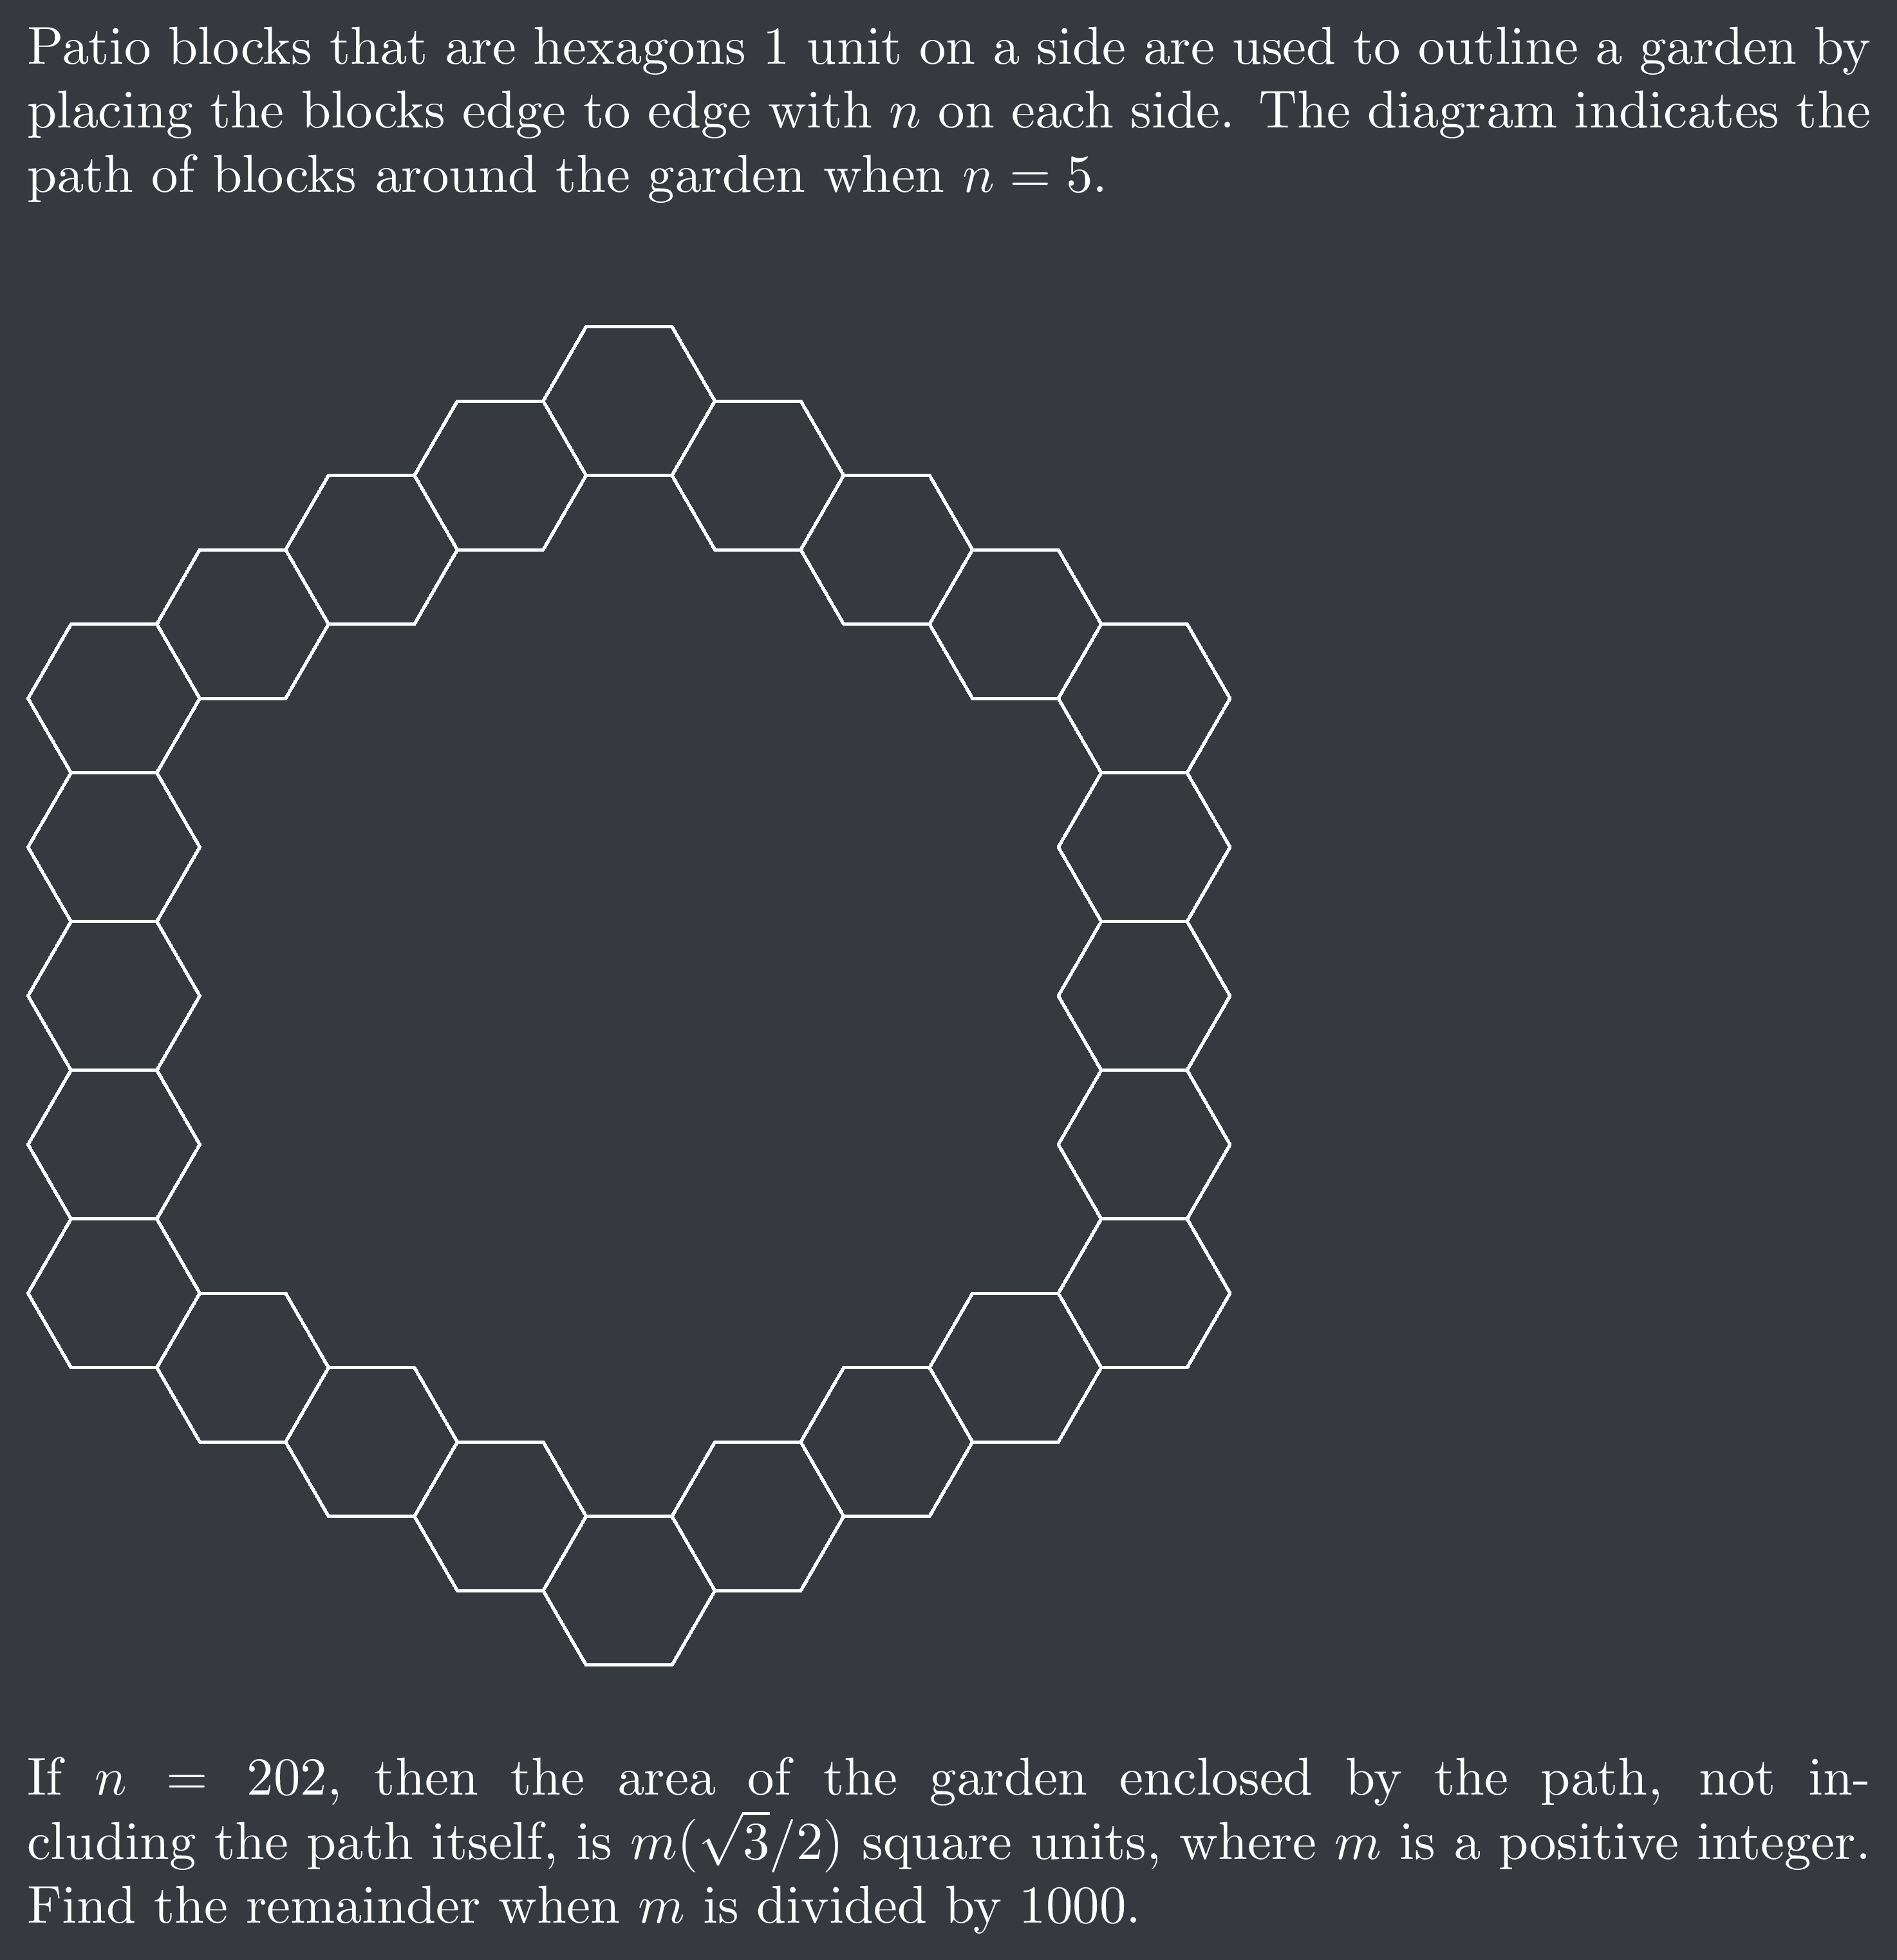 Patio blocks that are hexagons 1 unit on a side are used to outline a garden by
placing the blocks edge to edge with n on each side. The diagram indicates the
path of blocks around the garden when n = 5.
If n = 202, then the area of the garden enclosed by the path, not in-
cluding the path itself, is m(√3/2) square units, where m is a positive integer.
Find the remainder when m is divided by 1000.